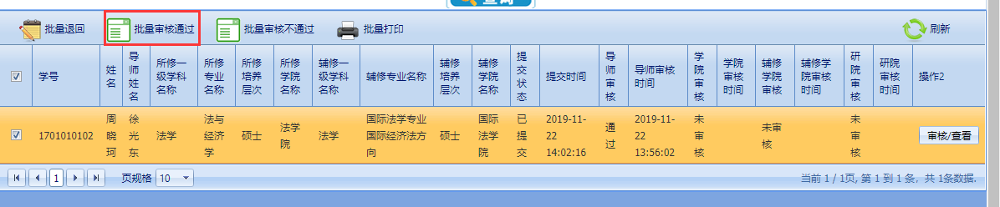 查询
批量退回 批量审核通过 批量审核不通过 批量打印 刷新
学号 姓名 导师姓名 所修一级学科名称 所修专业名称 所修培养层次 所修学院名称 辅修一级学科名称 辅修专业名称 辅修培养层次 辅修学院名称 提交状态 提交时间 导师审核 导师审核时间 学院审核 学院审核时间 辅修学院审核 辅修学院审核时间 研院审核 研院审核时间 操作2
1701010102 周晓珂 徐光东 法学 法与经济学 硕士 法学院 法学 国际法学专业国际经济法方向 硕士 国际法学院 已提交 2019-11-22 14:02:16 通过 2019-11-22 13:56:02 未审核 未审核 未审核 审核/查看
1 页规格 10 当前 1 / 1页, 第 1 到 1 条，共 1条数据.